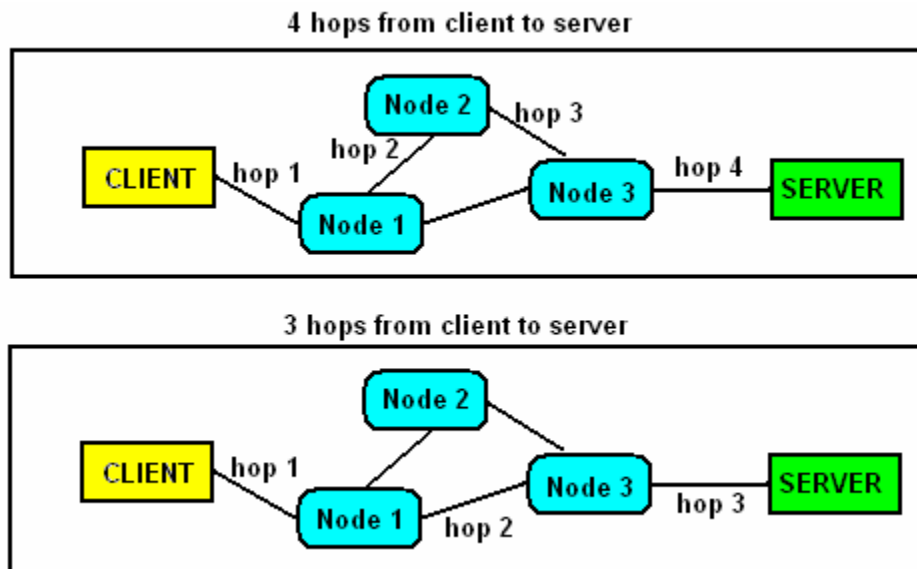 4 hops from client to server
Node 2
hop 3
hop 2
CLIENT
hop 1
hop 4
Node 3
SERVER
Node 1
3 hops from client to server
Node 2
CLIENT
hop 1
Node 3
SERVER
Node 1
hop 2
hop 3